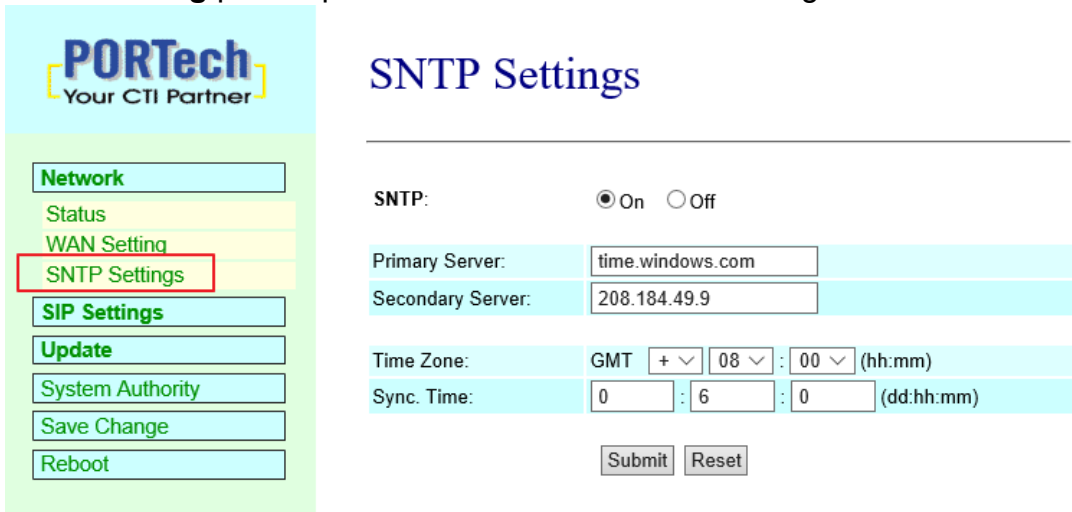 PORTech
Your CTI Partner
Network
Status
WAN Setting
SNTP Settings
SIP Settings
Update
System Authority
Save Change
Reboot
SNTP Settings
SNTP: On Off
Primary Server: time.windows.com
Secondary Server: 208.184.49.9
Time Zone: GMT + 08 : 00 (hh:mm)
Sync. Time: 0 : 6 : 0 (dd:hh:mm)
Submit Reset